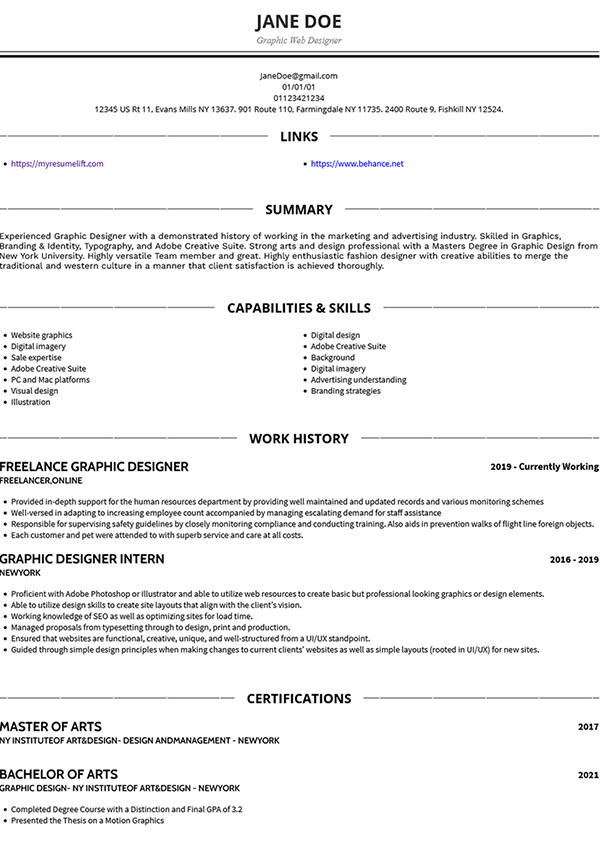 JANE DOE
Graphic Web Designer
JaneDoe@gmail.com
01/01/01
01123421234
12345 US Rt 11, Evans Mills NY 13637. 901 Route 110, Farmingdale NY 11735. 2400 Route 9, Fishkill NY 12524.
LINKS
• https://myresumelift.com
• https://www.behance.net
SUMMARY
Experienced Graphic Designer with a demonstrated history of working in the marketing and advertising industry. Skilled in Graphics,
Branding & Identity, Typography, and Adobe Creative Suite. Strong arts and design professional with a Masters Degree in Graphic Design from
New York University. Highly versatile Team member and great. Highly enthusiastic fashion designer with creative abilities to merge the
traditional and western culture in a manner that client satisfaction is achieved thoroughly.
CAPABILITIES & SKILLS
• Website graphics
• Digital imagery
• Sale expertise
• Adobe Creative Suite
• PC and Mac platforms
• Visual design
• Illustration
• Digital design
• Adobe Creative Suite
• Background
• Digital imagery
• Advertising understanding
• Branding strategies
WORK HISTORY
FREELANCE GRAPHIC DESIGNER 2019 - Currently Working
FREELANCER,ONLINE
• Provided in-depth support for the human resources department by providing well maintained and updated records and various monitoring schemes
• Well-versed in adapting to increasing employee count accompanied by managing escalating demand for staff assistance
• Responsible for supervising safety guidelines by closely monitoring compliance and conducting training. Also aids in prevention walks of flight line foreign objects.
• Each customer and pet were attended to with superb service and care at all costs.
GRAPHIC DESIGNER INTERN 2016 - 2019
NEWYORK
• Proficient with Adobe Photoshop or Illustrator and able to utilize web resources to create basic but professional looking graphics or design elements.
• Able to utilize design skills to create site layouts that align with the client's vision.
• Working knowledge of SEO as well as optimizing sites for load time.
• Managed proposals from typesetting through to design, print and production.
• Ensured that websites are functional, creative, unique, and well-structured from a UI/UX standpoint.
• Guided through simple design principles when making changes to current clients' websites as well as simple layouts (rooted in UI/UX) for new sites.
CERTIFICATIONS
MASTER OF ARTS 2017
NY INSTITUTEOF ART&DESIGN- DESIGN ANDMANAGEMENT - NEWYORK
BACHELOR OF ARTS 2021
GRAPHIC DESIGN- NY INSTITUTEOF ART&DESIGN - NEWYORK
• Completed Degree Course with a Distinction and Final GPA of 3.2
• Presented the Thesis on a Motion Graphics